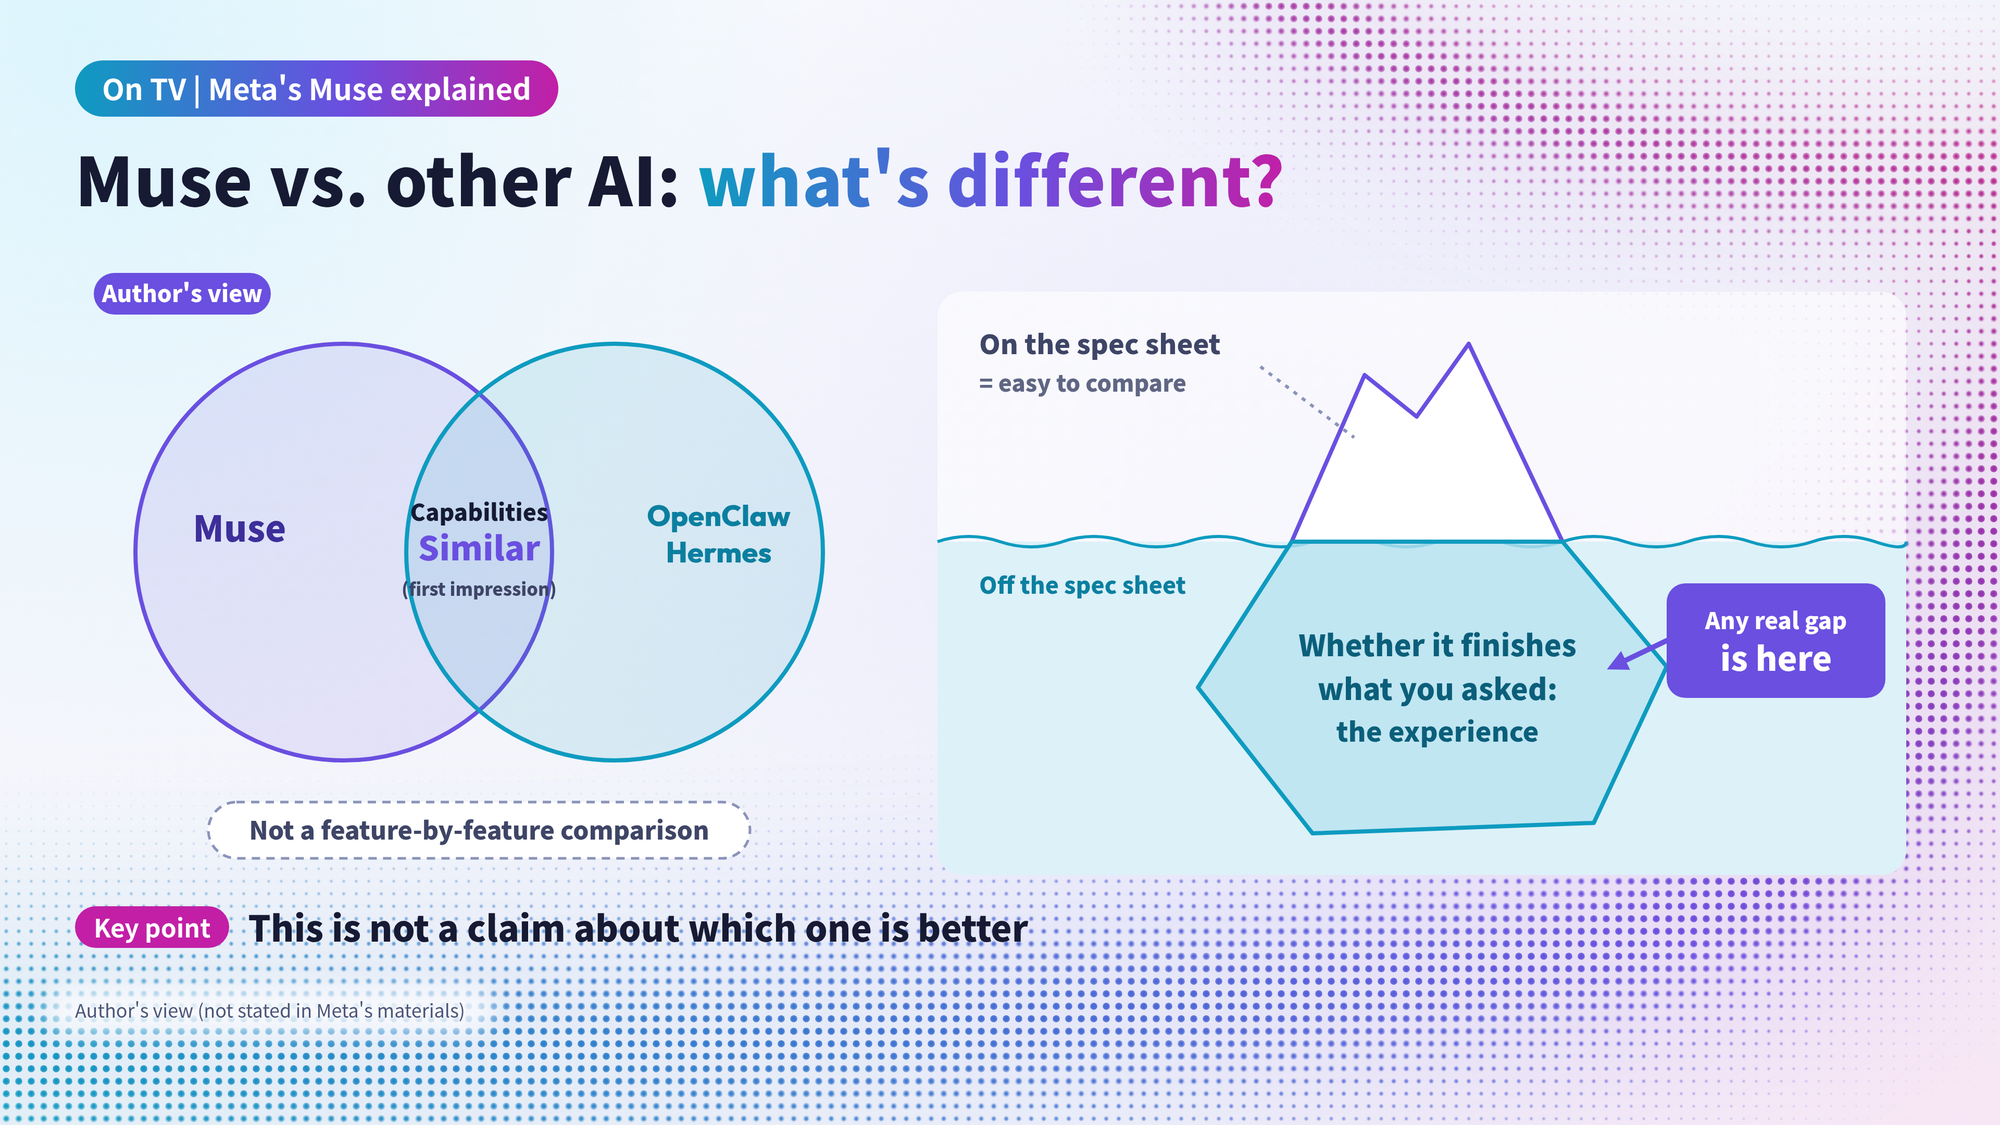 On TV | Meta's Muse explained
Muse vs. other AI: what's different?
Author's view
Muse
Capabilities
Similar
(first impression)
OpenClaw
Hermes
Not a feature-by-feature comparison
On the spec sheet
= easy to compare
Off the spec sheet
Whether it finishes
what you asked:
the experience
Any real gap
is here
Key point
This is not a claim about which one is better
Author's view (not stated in Meta's materials)